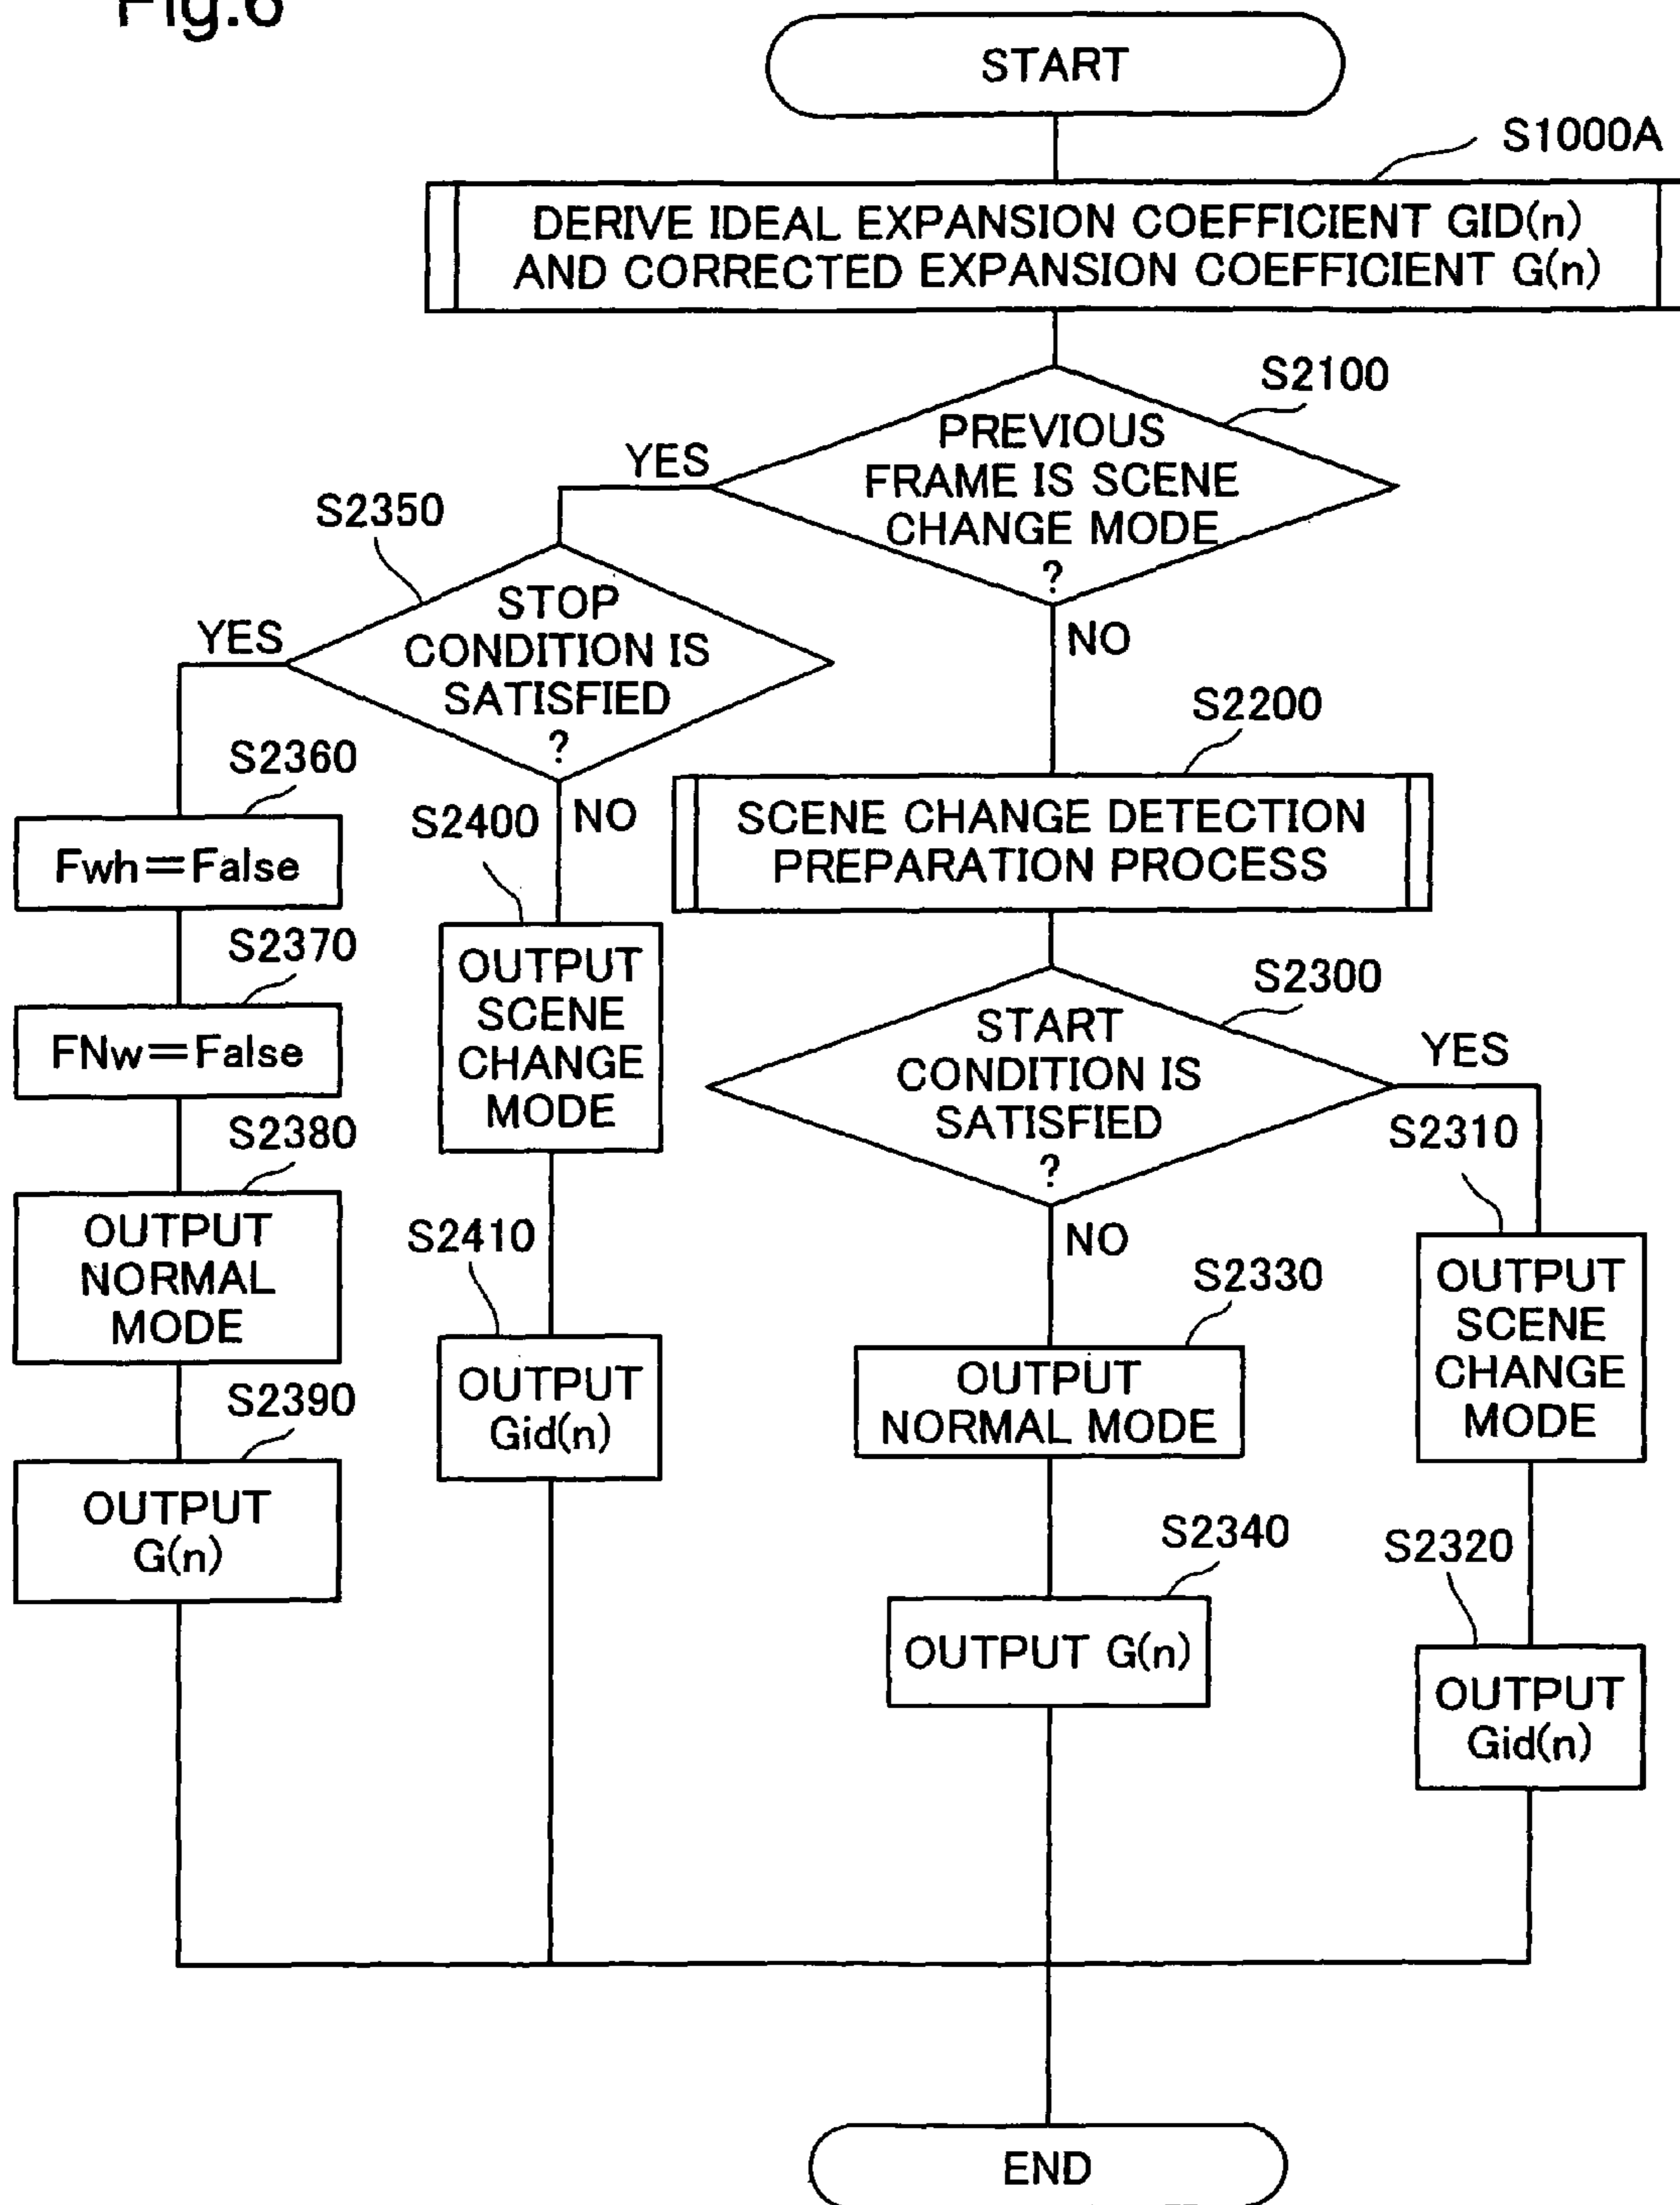 Fig.6
START
S1000A
DERIVE IDEAL EXPANSION COEFFICIENT GID(n)
AND CORRECTED EXPANSION COEFFICIENT G(n)
S2100
PREVIOUS
FRAME IS SCENE
CHANGE MODE
?
YES
NO
S2350
STOP
CONDITION IS
SATISFIED
?
YES
NO
S2200
SCENE CHANGE DETECTION
PREPARATION PROCESS
S2360
Fwh=False
S2370
FNw=False
S2380
OUTPUT
NORMAL
MODE
S2390
OUTPUT
G(n)
S2400
OUTPUT
SCENE
CHANGE
MODE
S2410
OUTPUT
Gid(n)
S2300
START
CONDITION IS
SATISFIED
?
YES
NO
S2330
OUTPUT
NORMAL MODE
S2340
OUTPUT G(n)
S2310
OUTPUT
SCENE
CHANGE
MODE
S2320
OUTPUT
Gid(n)
END